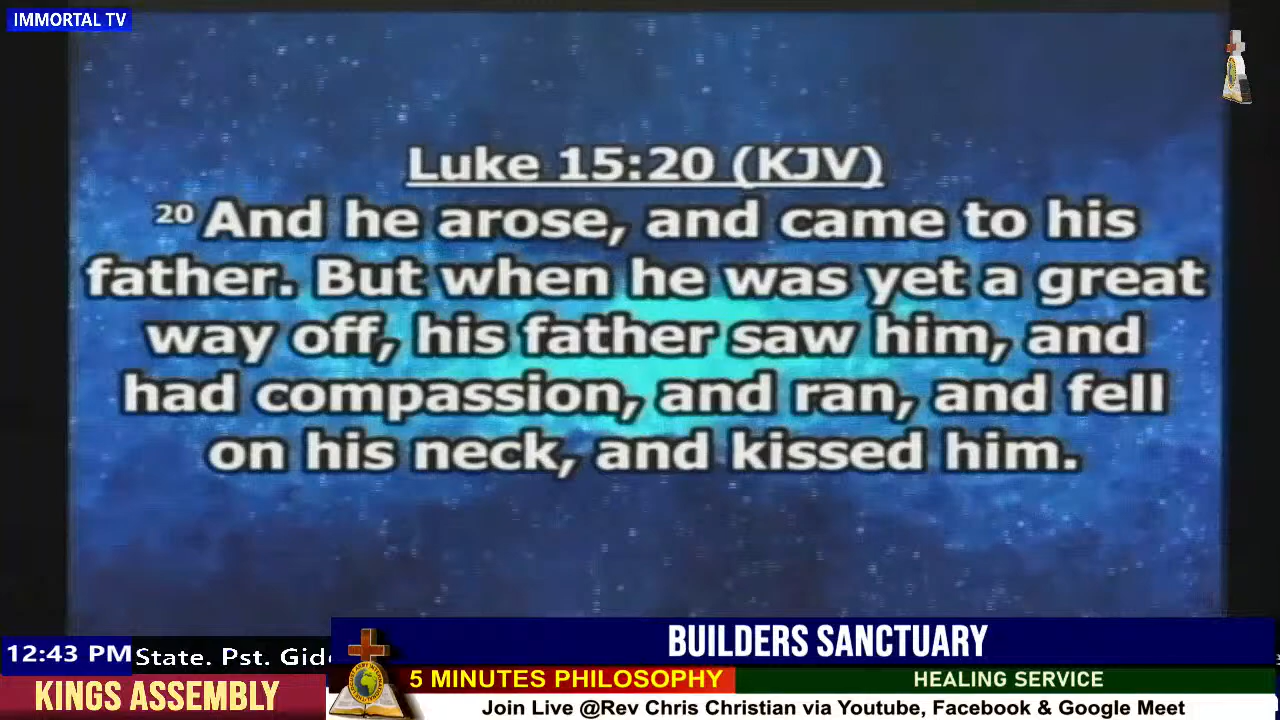 IMMORTAL TV
Luke 15:20 (KJV)
20 And he arose, and came to his
father. But when he was yet a great
way off, his father saw him, and
had compassion, and ran, and fell
on his neck, and kissed him.
12:43 PM State. Pst.
KINGS ASSEMBLY
BUILDERS SANCTUARY
5 MINUTES PHILOSOPHY HEALING SERVICE
Join Live @Rev Chris Christian via Youtube, Facebook & Google Meet